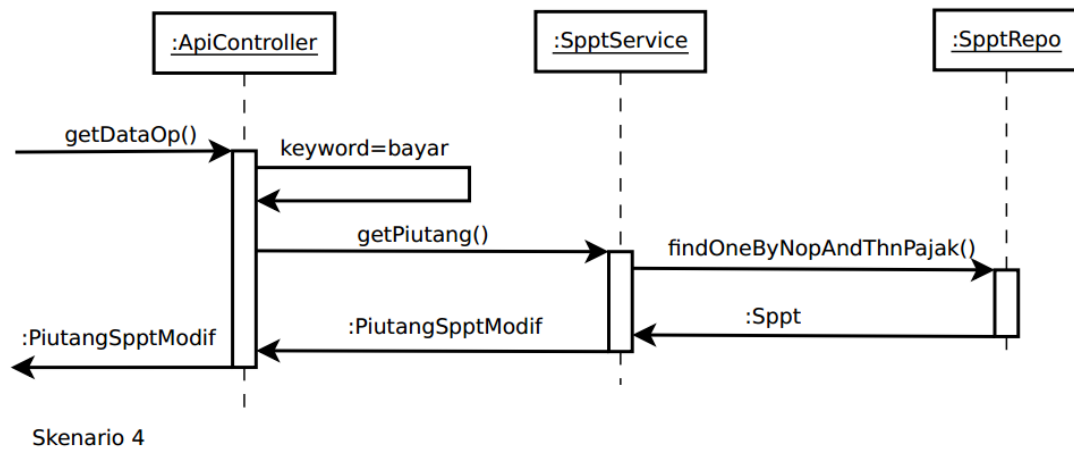 :ApiController
:SpptService
:SpptRepo
getDataOp()
keyword=bayar
getPiutang()
findOneByNopAndThnPajak()
:Sppt
:PiutangSpptModif
:PiutangSpptModif
Skenario 4